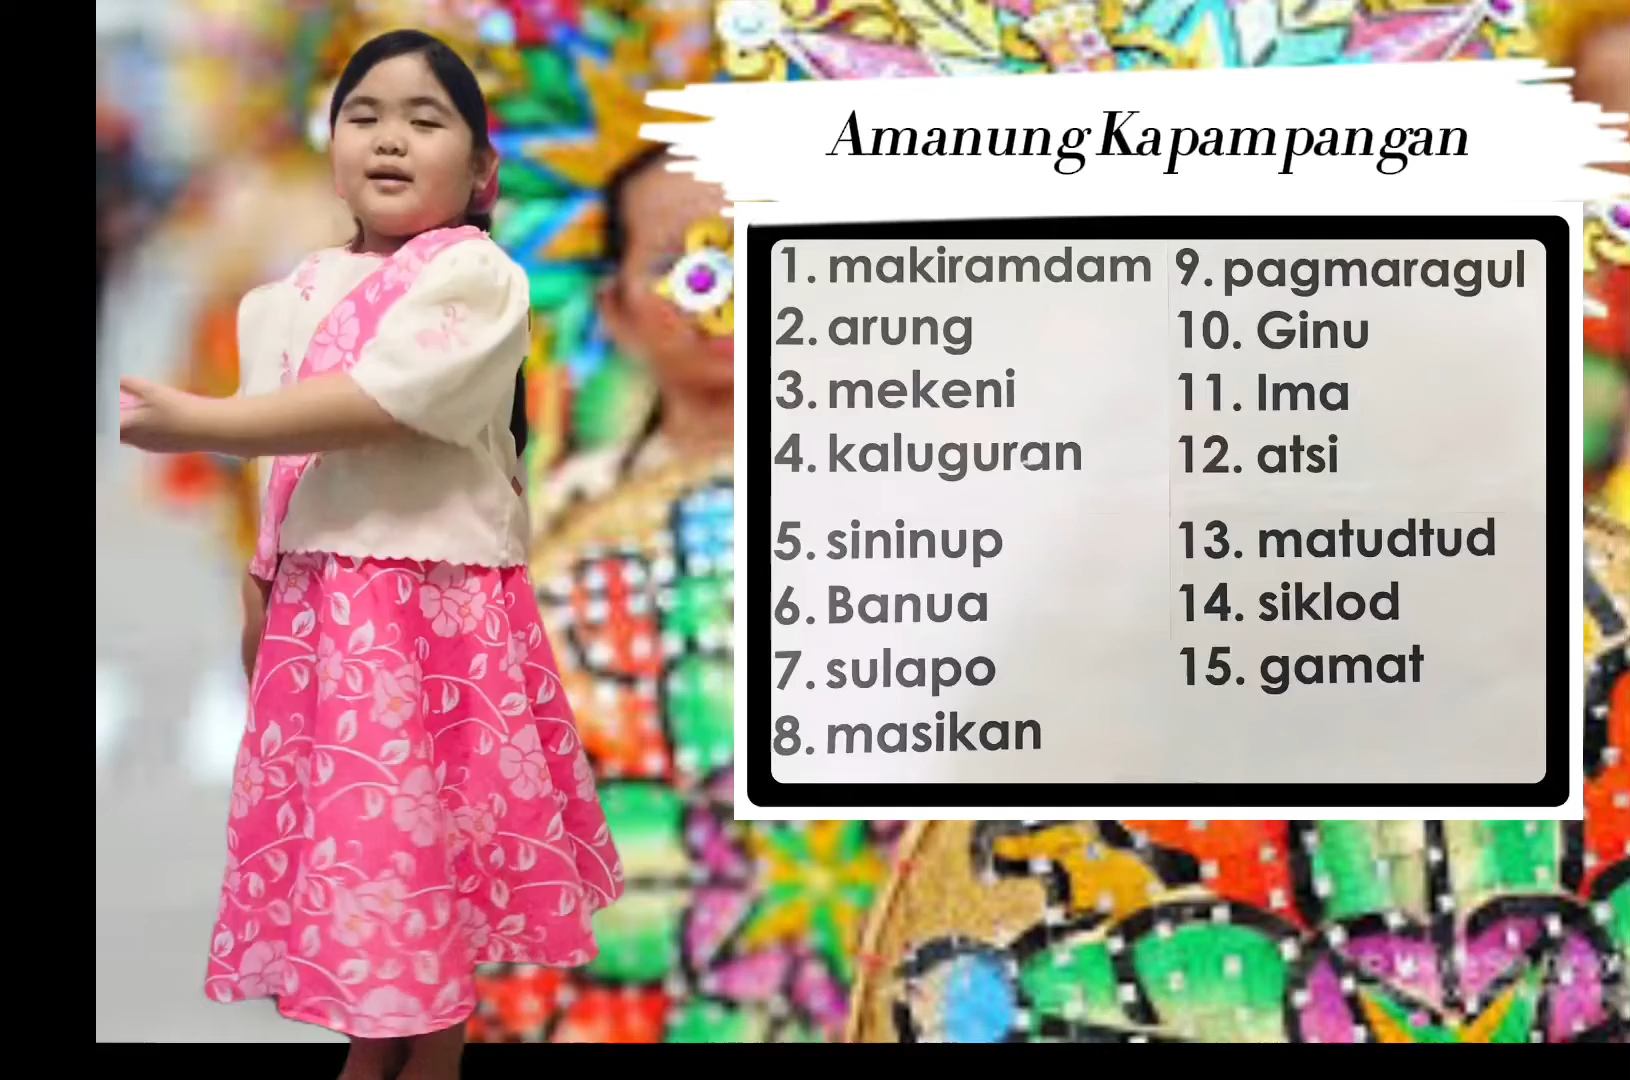 Amanung Kapampangan
1. makiramdam
2. arung
3. mekeni
4. kaluguran
5. sininup
6. Banua
7. sulapo
8. masikan
9. pagmaragul
10. Ginu
11. Ima
12. atsi
13. matudtud
14. siklod
15. gamat